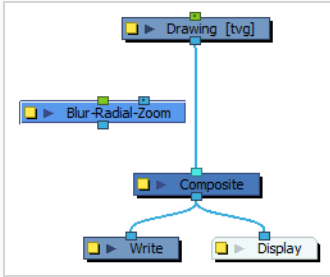 Drawing [tvg]
Blur-Radial-Zoom
Composite
Write
Display